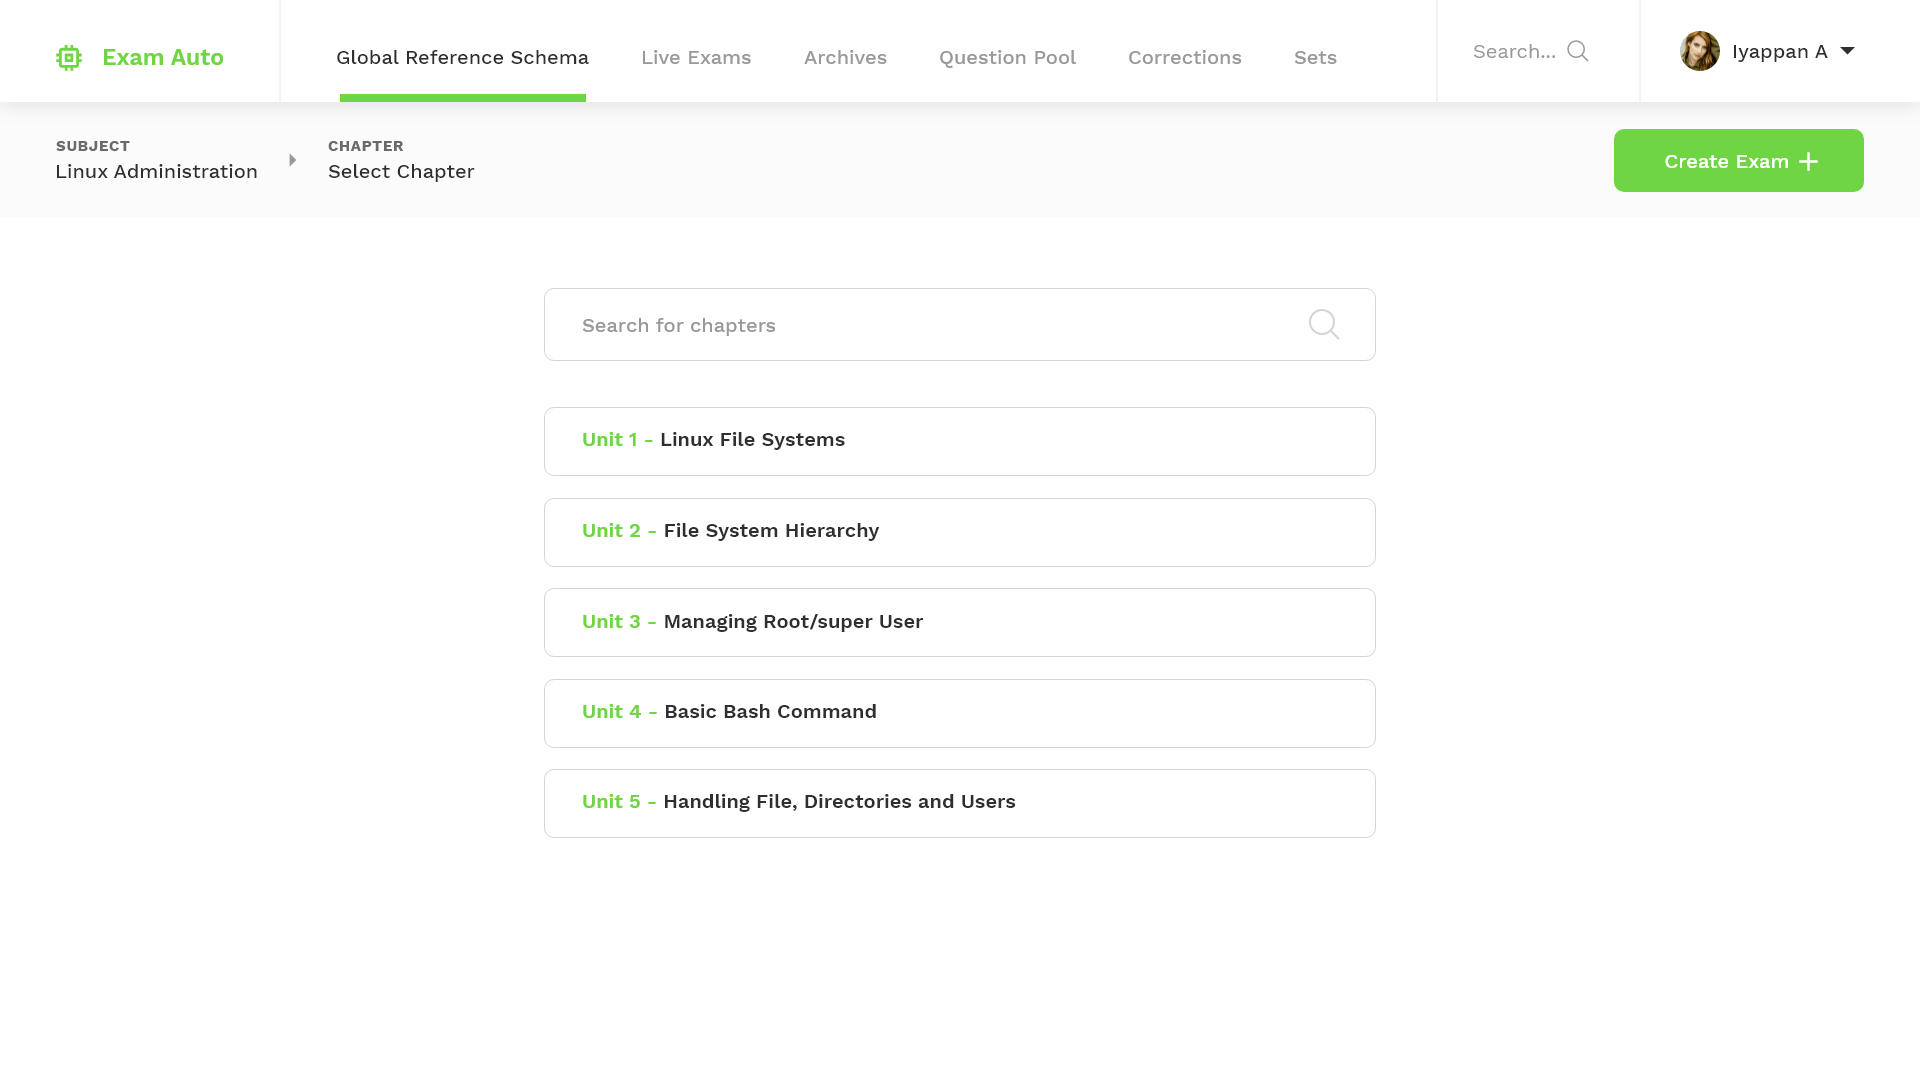 Exam Auto
Global Reference Schema
Live Exams
Archives
Question Pool
Corrections
Sets
Search...
Iyappan A
SUBJECT
Linux Administration
CHAPTER
Select Chapter
Create Exam
Search for chapters
Unit 1 - Linux File Systems
Unit 2 - File System Hierarchy
Unit 3 - Managing Root/super User
Unit 4 - Basic Bash Command
Unit 5 - Handling File, Directories and Users